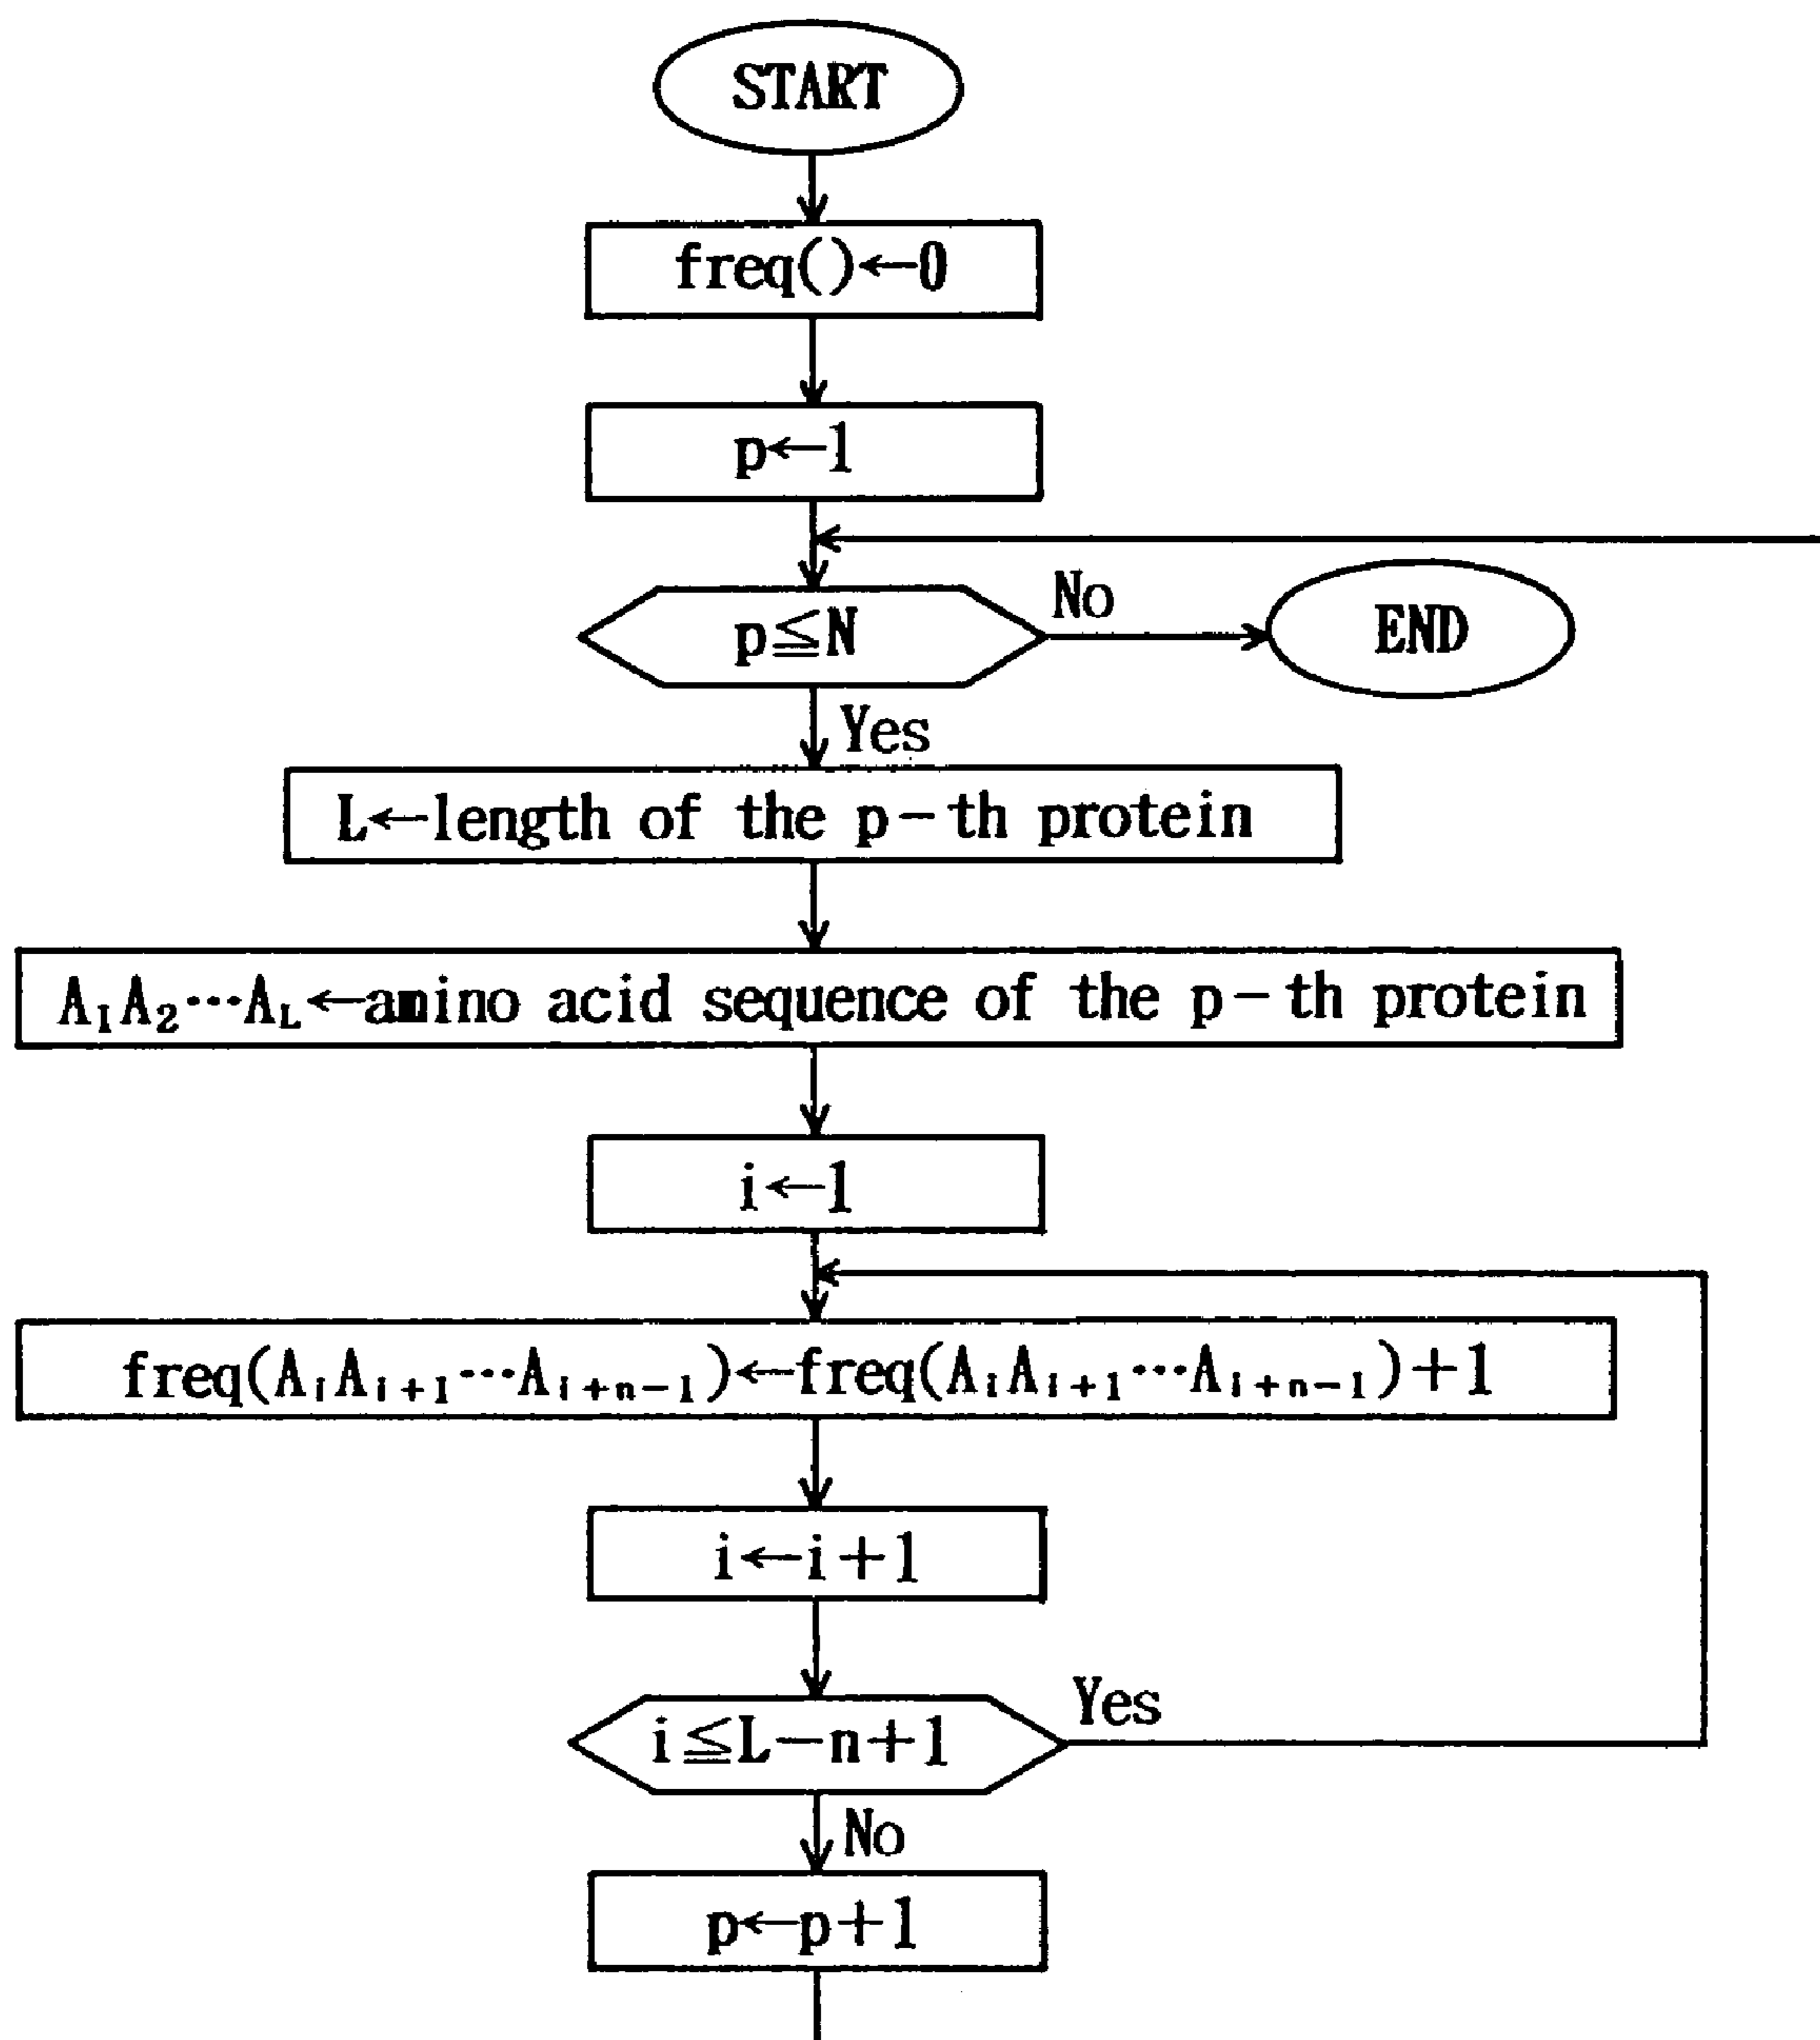 START
freq()←0
p←1
p≦N
No
END
Yes
L←length of the p-th protein
A₁A₂⋯A_L←amino acid sequence of the p-th protein
i←1
freq(AᵢAᵢ₊₁⋯Aᵢ₊ₙ₋₁)←freq(AᵢAᵢ₊₁⋯Aᵢ₊ₙ₋₁)+1
i←i+1
i≦L-n+1
Yes
No
p←p+1